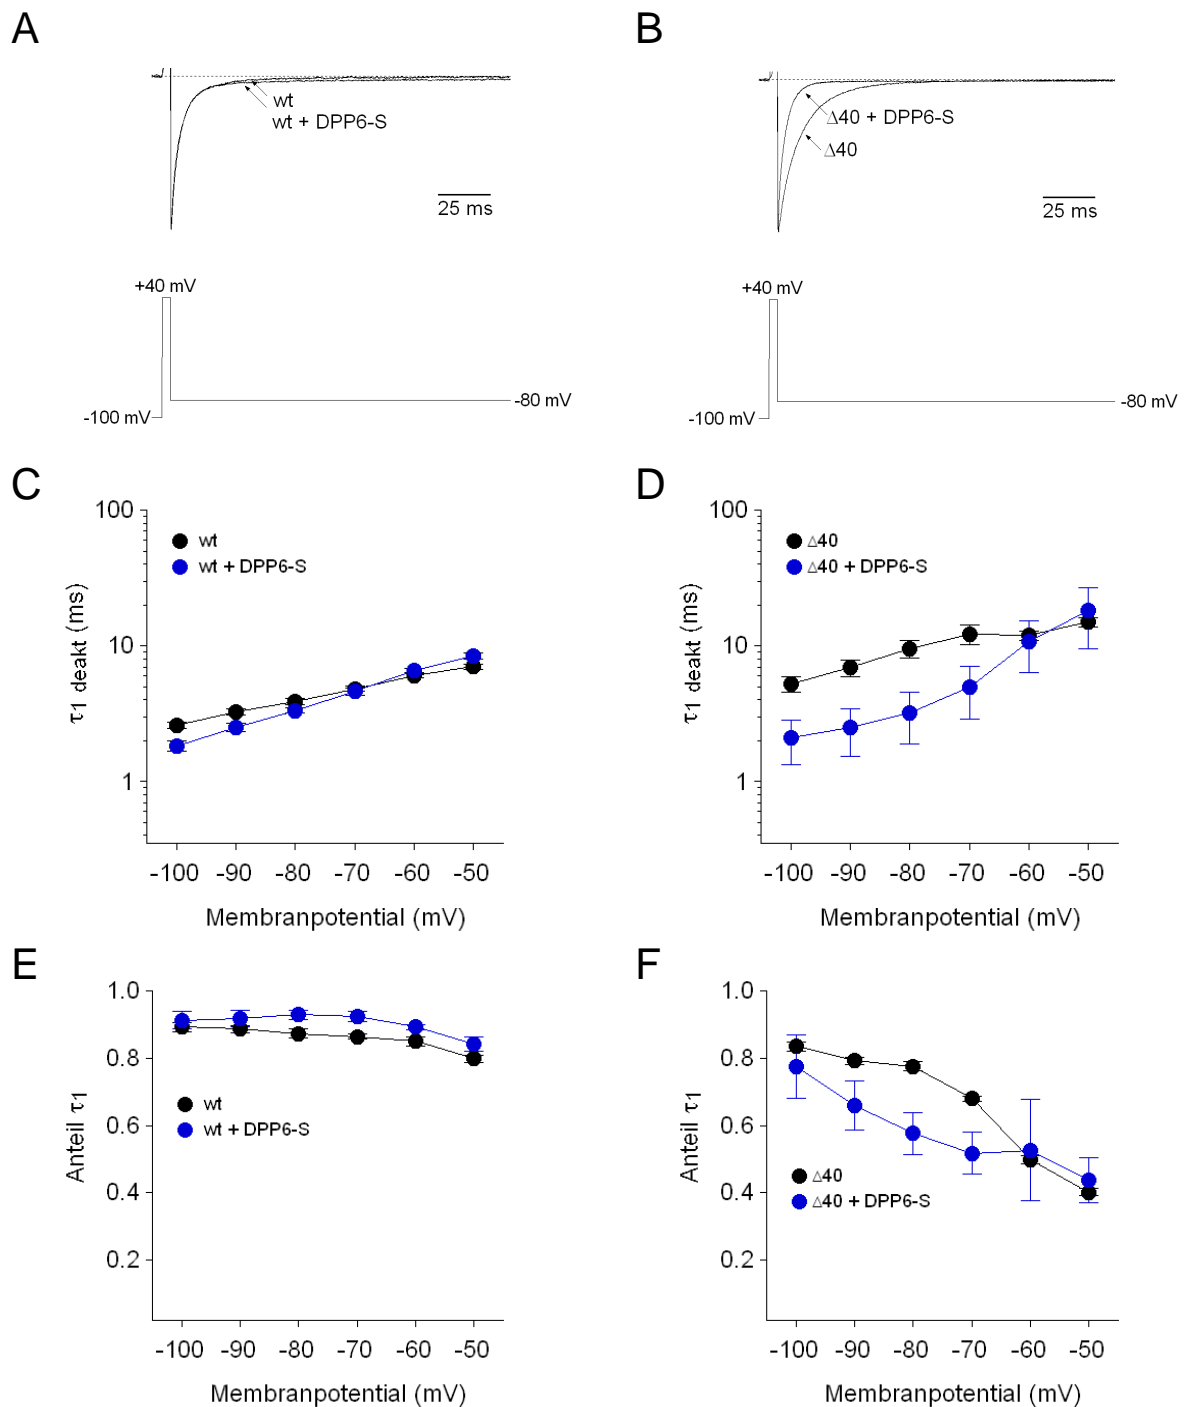 A
B
wt
wt + DPP6-S
25 ms
Δ40 + DPP6-S
Δ40
25 ms
+40 mV
-100 mV
-80 mV
+40 mV
-100 mV
-80 mV
C
D
τ1 deakt (ms)
100
10
1
wt
wt + DPP6-S
-100 -90 -80 -70 -60 -50
Membranpotential (mV)
τ1 deakt (ms)
100
10
1
Δ40
Δ40 + DPP6-S
-100 -90 -80 -70 -60 -50
Membranpotential (mV)
E
F
Anteil τ1
1.0
0.8
0.6
0.4
0.2
wt
wt + DPP6-S
-100 -90 -80 -70 -60 -50
Membranpotential (mV)
Anteil τ1
1.0
0.8
0.6
0.4
0.2
Δ40
Δ40 + DPP6-S
-100 -90 -80 -70 -60 -50
Membranpotential (mV)